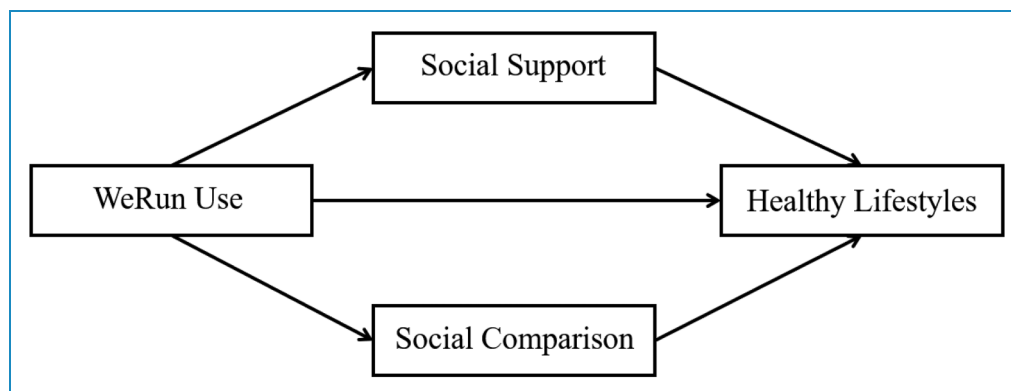 Social Support
WeRun Use
Healthy Lifestyles
Social Comparison